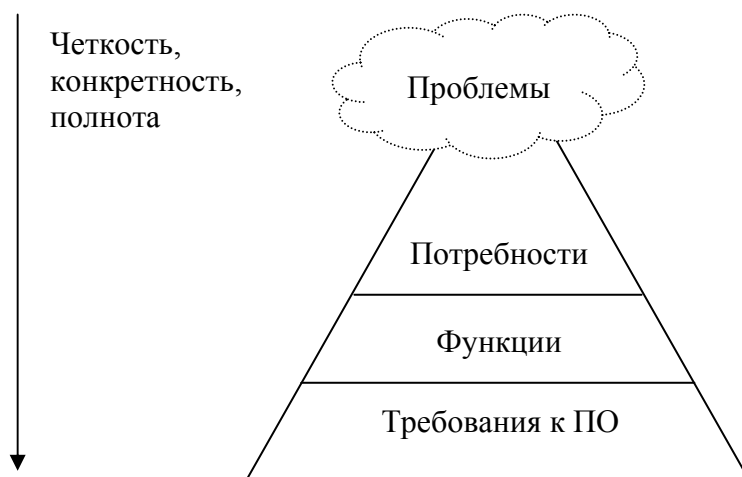 Четкость,
конкретность,
полнота
Проблемы
Потребности
Функции
Требования к ПО